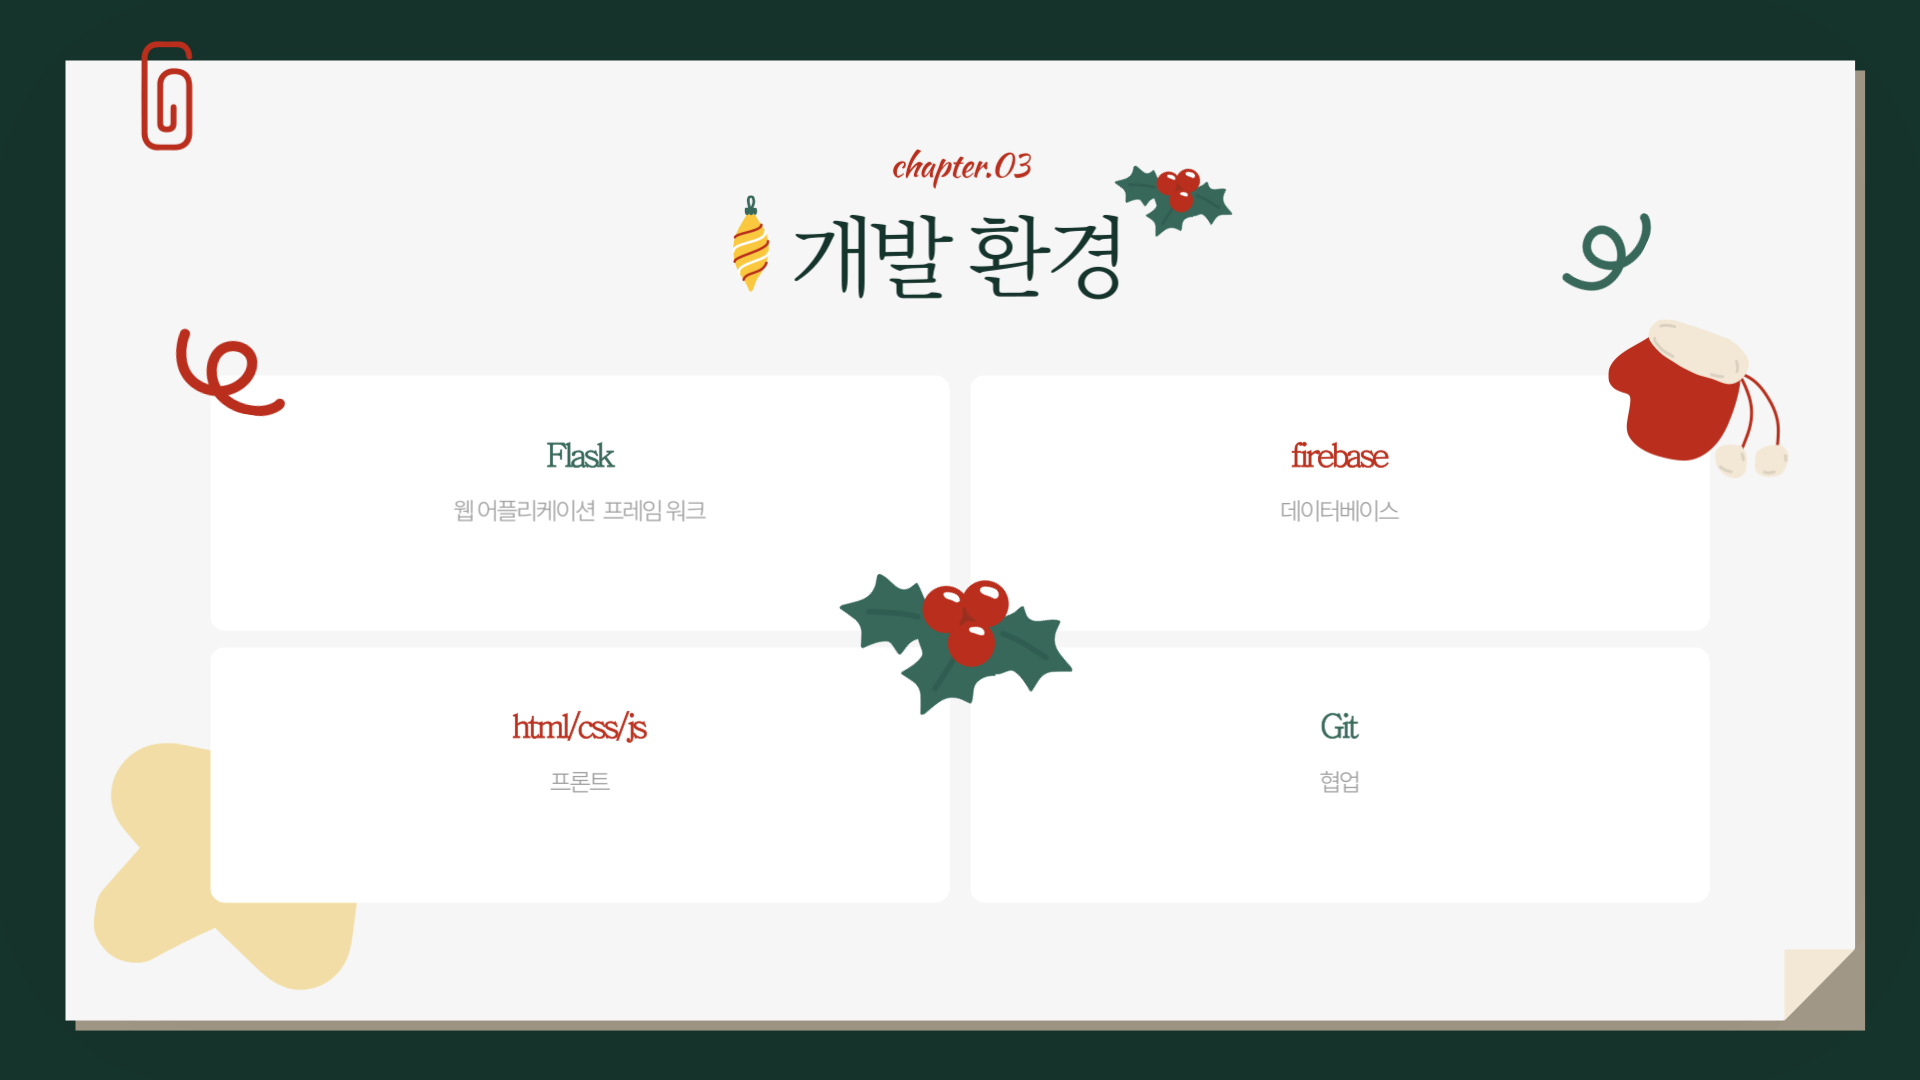 chapter.03
개발 환경
Flask
웹 어플리케이션 프레임 워크
firebase
데이터베이스
html/css/js
프론트
Git
협업